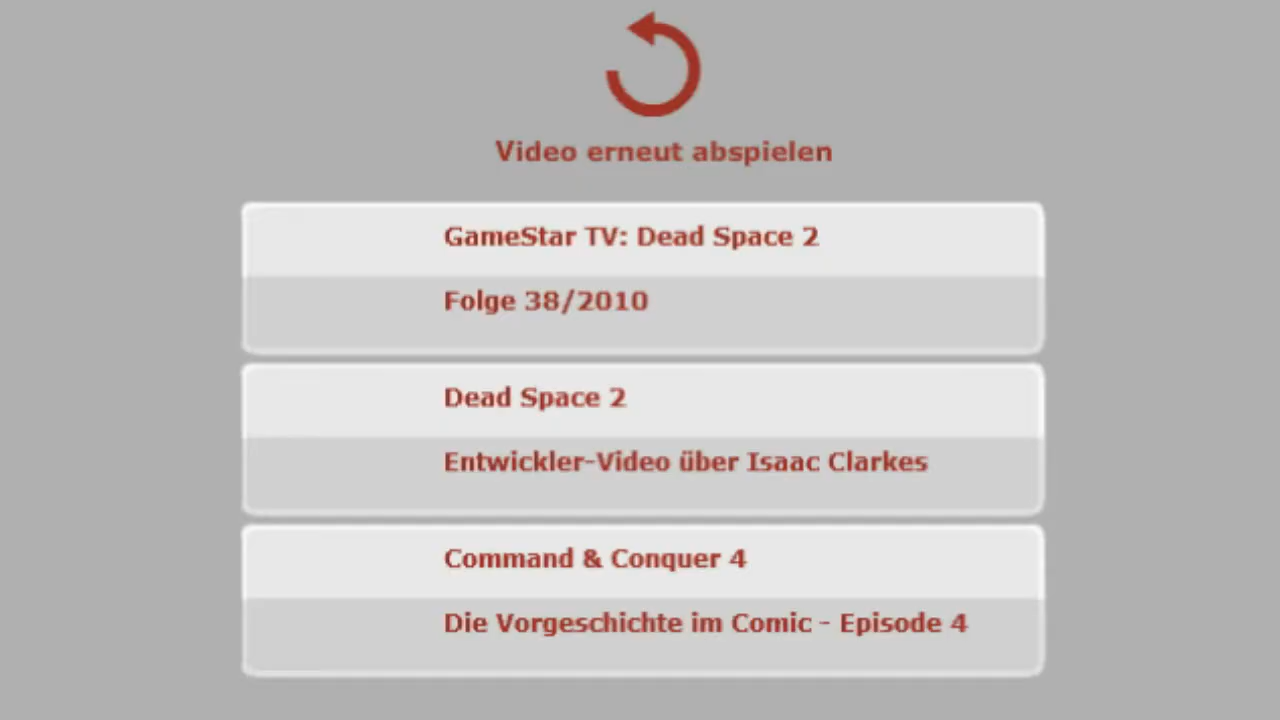 Video erneut abspielen
GameStar TV: Dead Space 2
Folge 38/2010
Dead Space 2
Entwickler-Video über Isaac Clarkes
Command & Conquer 4
Die Vorgeschichte im Comic - Episode 4